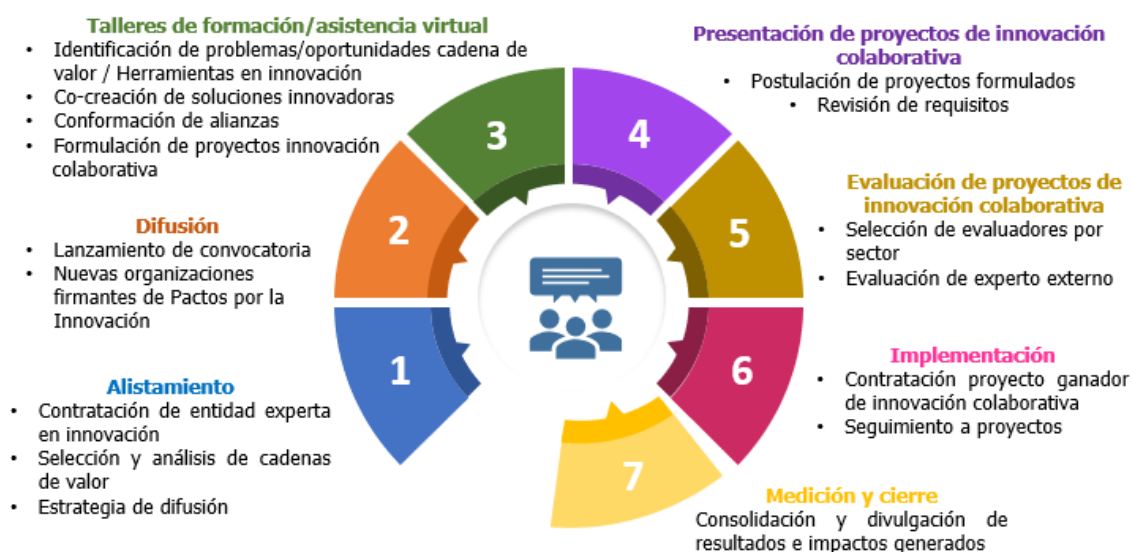 Talleres de formación/asistencia virtual
• Identificación de problemas/oportunidades cadena de
valor / Herramientas en innovación
• Co-creación de soluciones innovadoras
• Conformación de alianzas
• Formulación de proyectos innovación
colaborativa
Presentación de proyectos de innovación
colaborativa
• Postulación de proyectos formulados
• Revisión de requisitos
3
4
Difusión
• Lanzamiento de convocatoria
• Nuevas organizaciones
firmantes de Pactos por la
Innovación
2
5
Evaluación de proyectos de
innovación colaborativa
• Selección de evaluadores por
sector
• Evaluación de experto externo
Alistamiento
• Contratación de entidad experta
en innovación
• Selección y análisis de cadenas
de valor
• Estrategia de difusión
1
6
Implementación
• Contratación proyecto ganador
de innovación colaborativa
• Seguimiento a proyectos
7
Medición y cierre
Consolidación y divulgación de
resultados e impactos generados